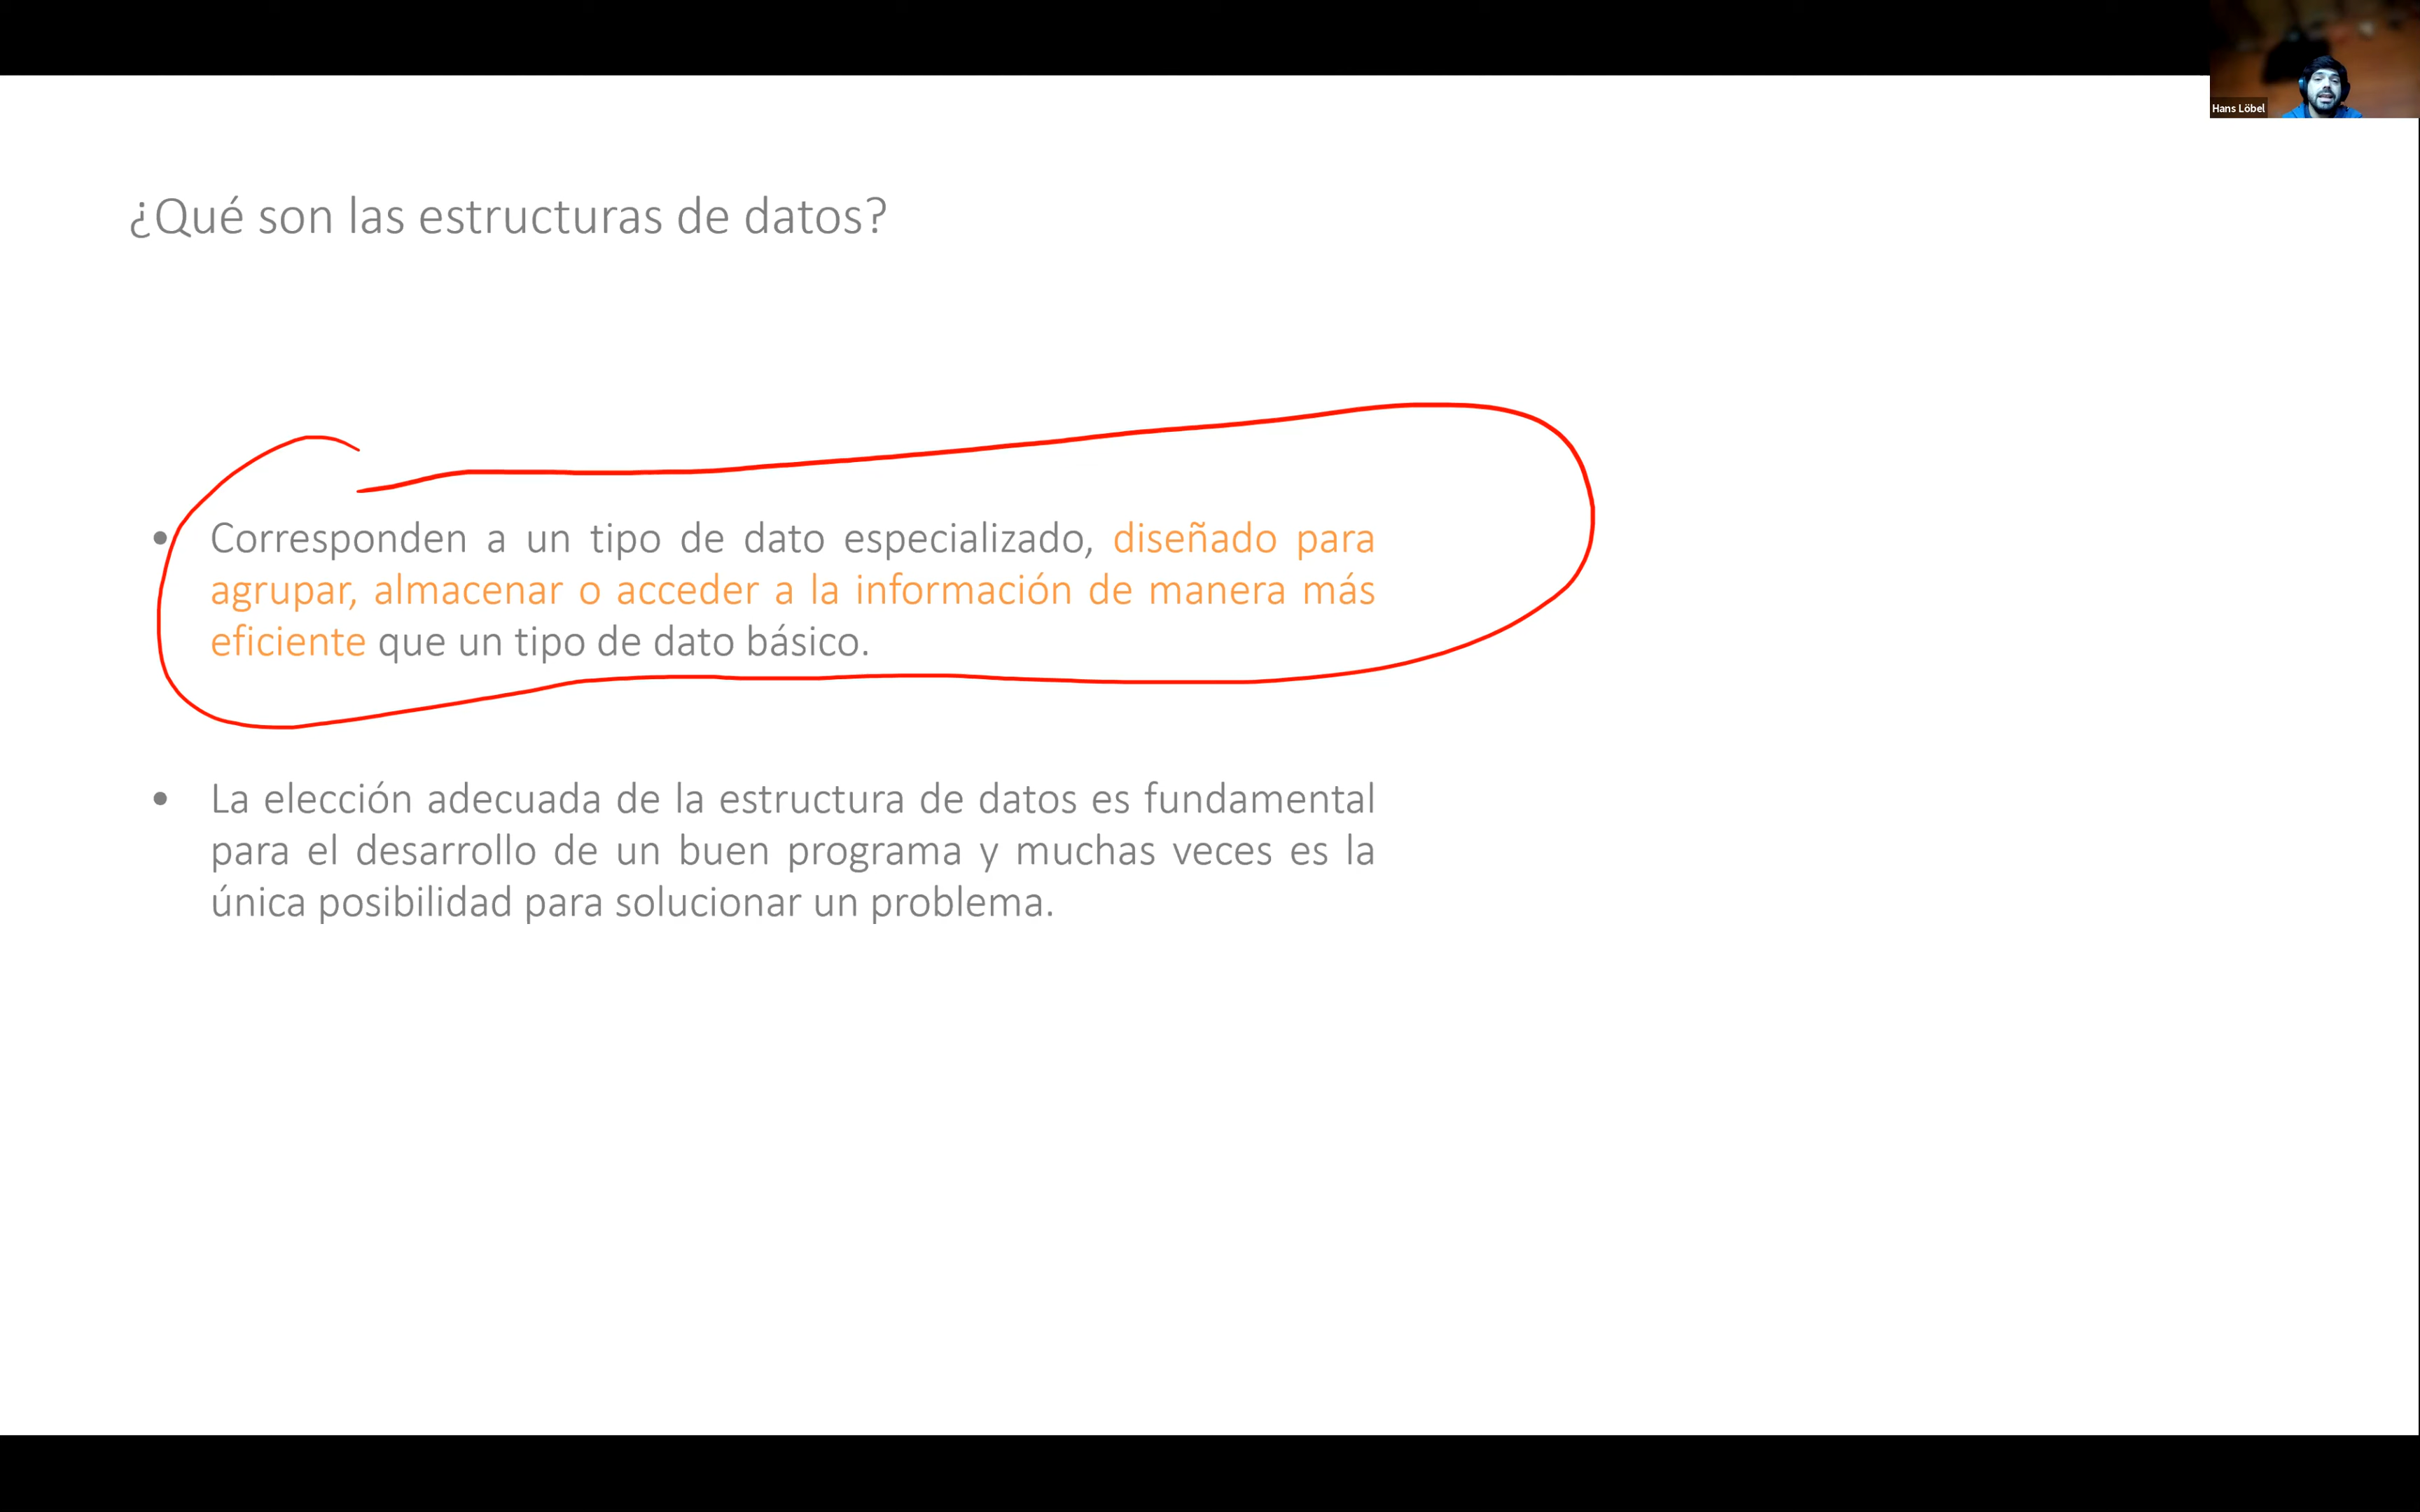 Hans Löbel
¿Qué son las estructuras de datos?
• Corresponden a un tipo de dato especializado, diseñado para
agrupar, almacenar o acceder a la información de manera más
eficiente que un tipo de dato básico.
• La elección adecuada de la estructura de datos es fundamental
para el desarrollo de un buen programa y muchas veces es la
única posibilidad para solucionar un problema.